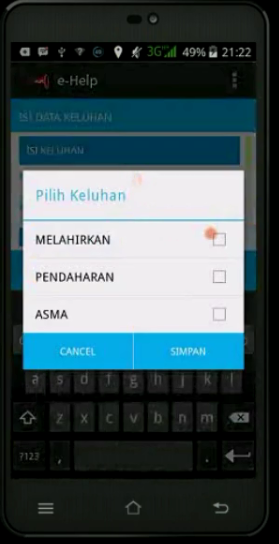 3G 49% 21:22
e-Help
ISI DATA KELUHAN
ISI KELUHAN
Pilih Keluhan
MELAHIRKAN
PENDAHARAN
ASMA
CANCEL SIMPAN
a s d f g h j k l
z x c v b n m
?123 , .